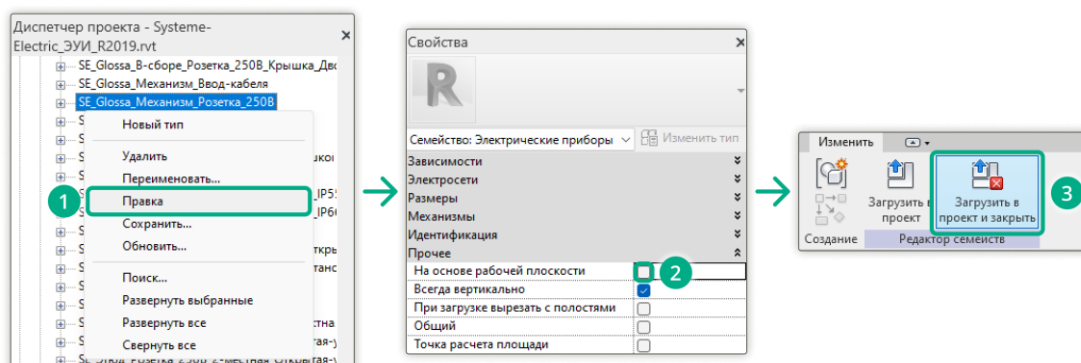 Диспетчер проекта - Systeme-
Electric_ЭУИ_R2019.rvt
SE_Glossa_В-сборе_Розетка_250В_Крышка_Дво
SE_Glossa_Механизм_Ввод-кабеля
SE_Glossa_Механизм_Розетка_250В
Новый тип
Удалить
Переименовать...
1
Правка
_IP55
Сохранить...
_IP66
Обновить...
Поиск...
Развернуть выбранные
Развернуть все
Свернуть все
Свойства
R
Семейство: Электрические приборы
Изменить тип
Зависимости
Электросети
Размеры
Механизмы
Идентификация
Прочее
На основе рабочей плоскости
2
Всегда вертикально
При загрузке вырезать с полостями
Общий
Точка расчета площади
Изменить
Загрузить в
проект
Загрузить в
проект и закрыть
3
Создание
Редактор семейств